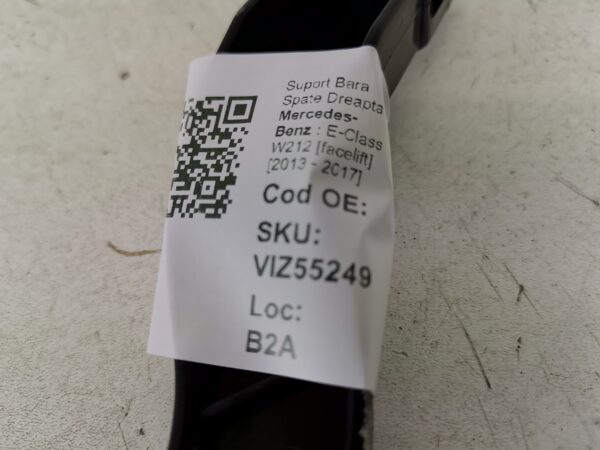 Suport Bara
Spate Dreapta
Mercedes-
Benz : E-Class
W212 [facelift]
[2013 - 2017]
Cod OE:
SKU:
VIZ55249
Loc:
B2A